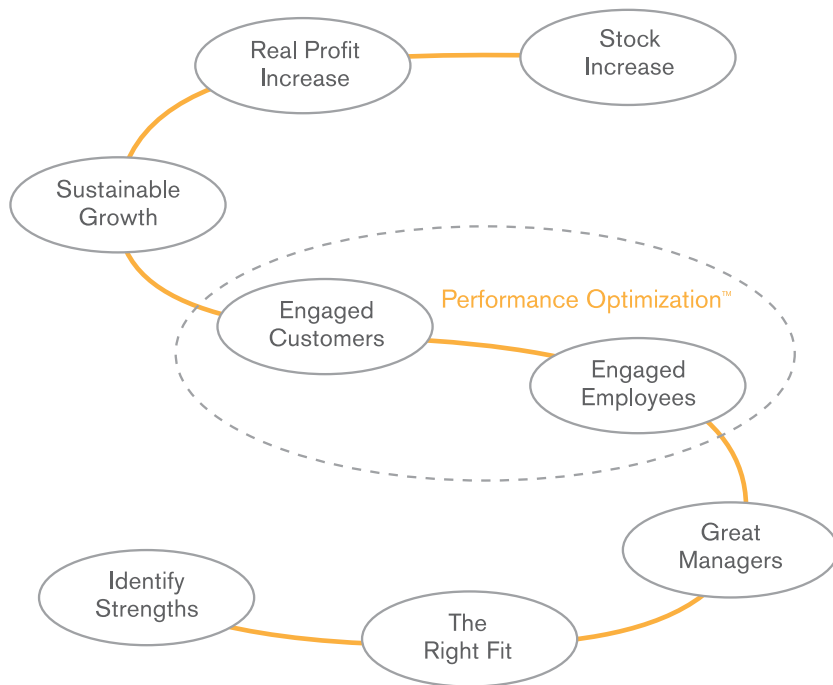 Real Profit
Increase
Stock
Increase
Sustainable
Growth
Performance Optimization™
Engaged
Customers
Engaged
Employees
Great
Managers
Identify
Strengths
The
Right Fit